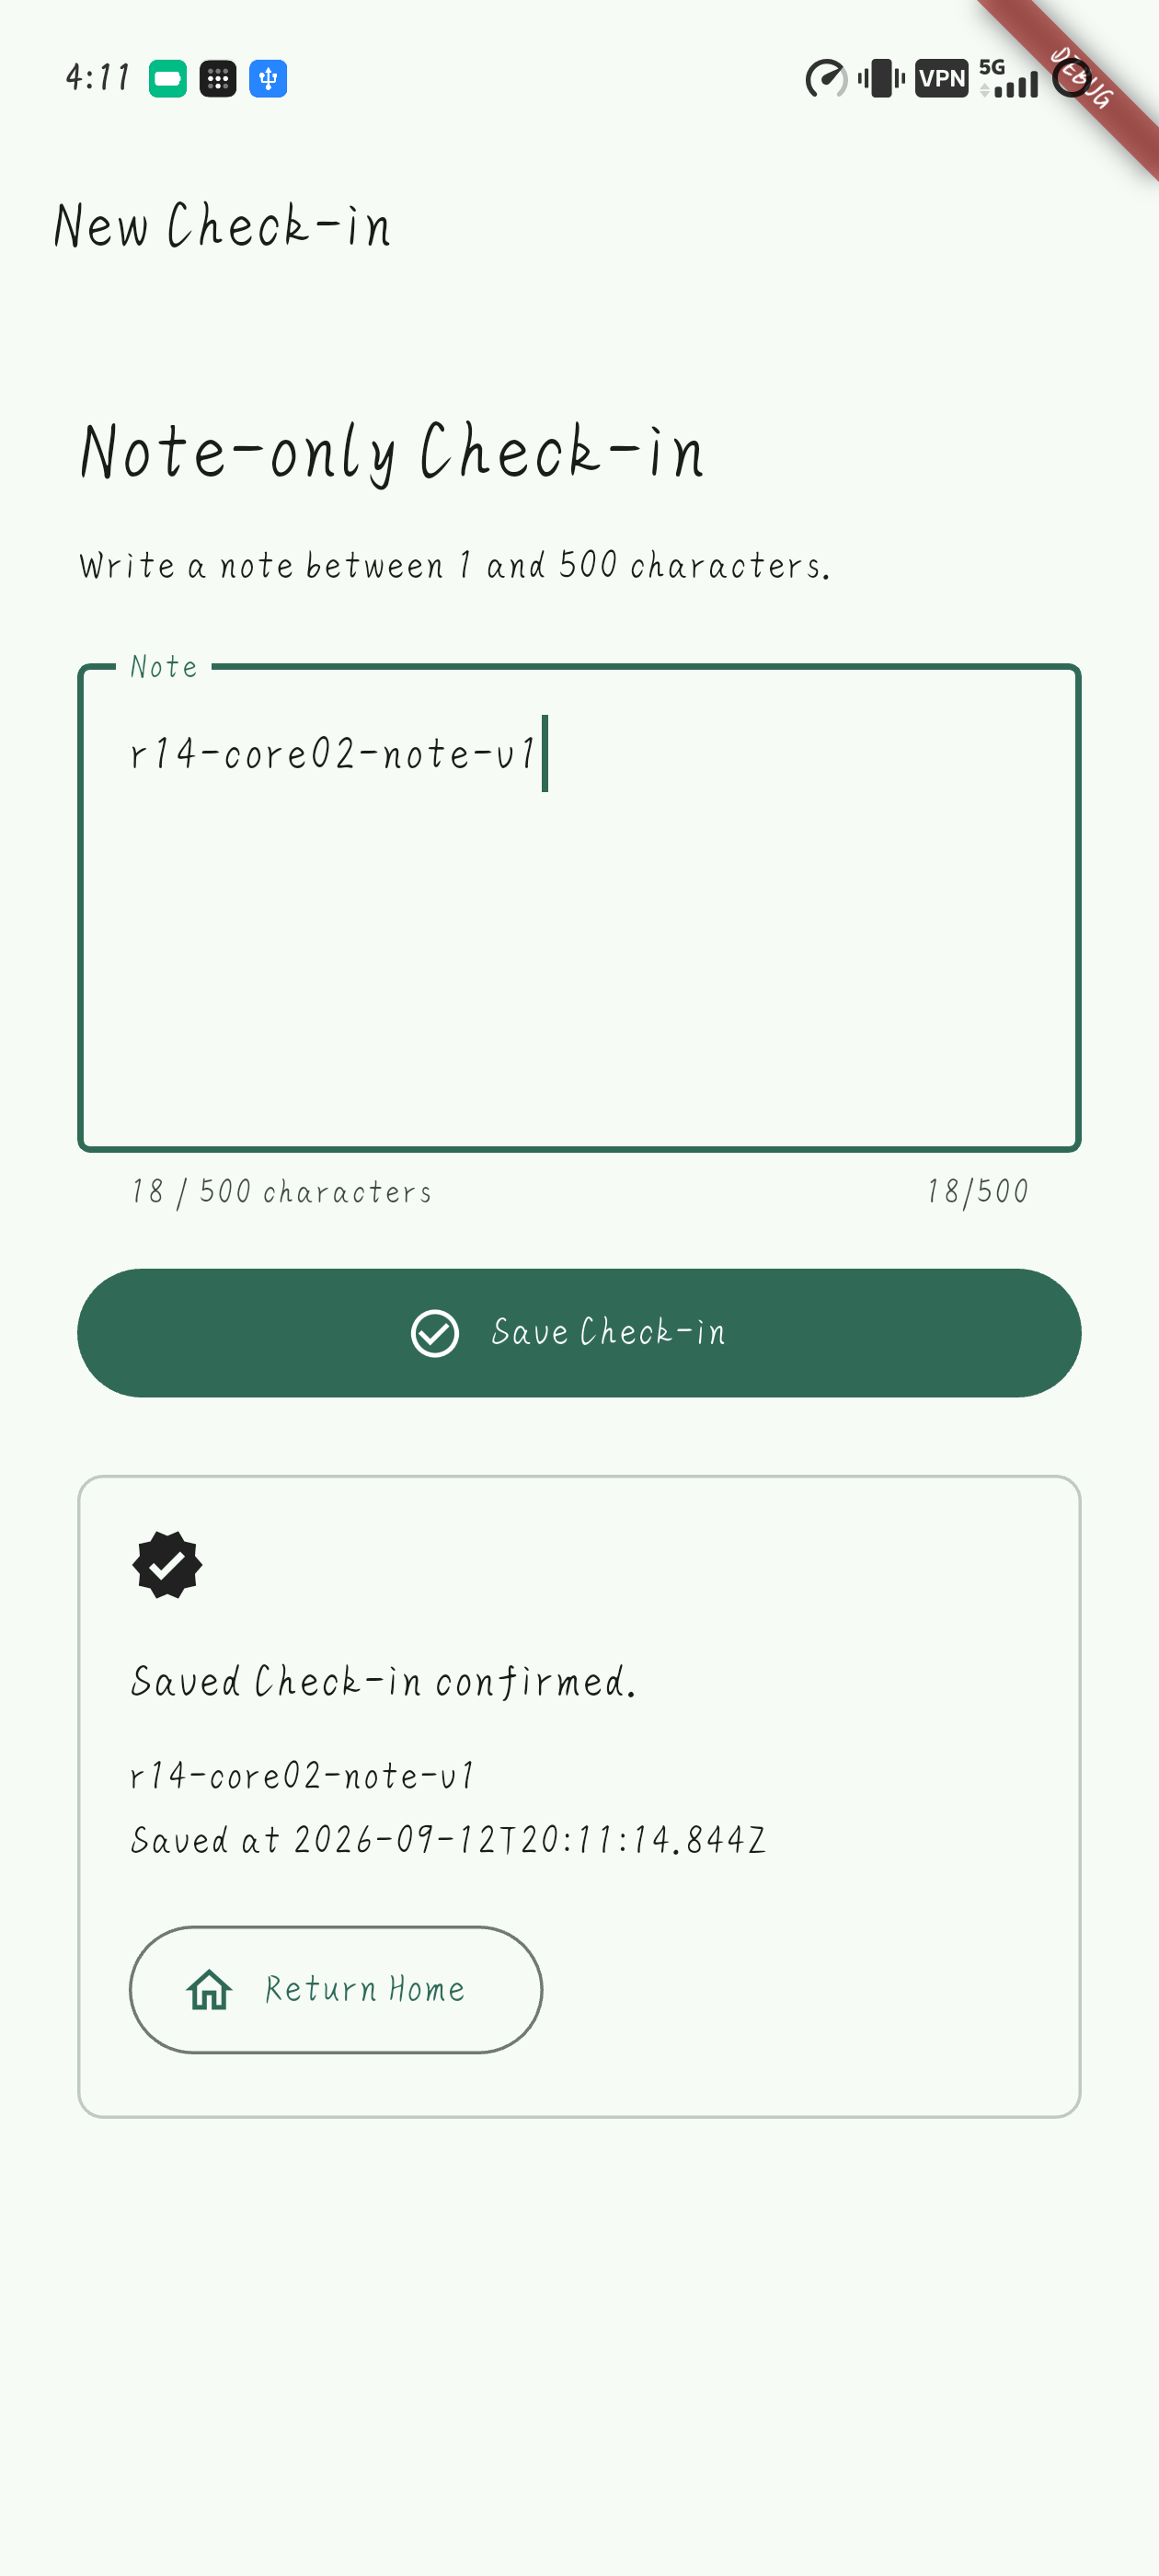 4:11
VPN
5G
DEBUG
New Check-in
Note-only Check-in
Write a note between 1 and 500 characters.
Note
r14-core02-note-v1
18 / 500 characters
18/500
Save Check-in
Saved Check-in confirmed.
r14-core02-note-v1
Saved at 2026-09-12T20:11:14.844Z
Return Home